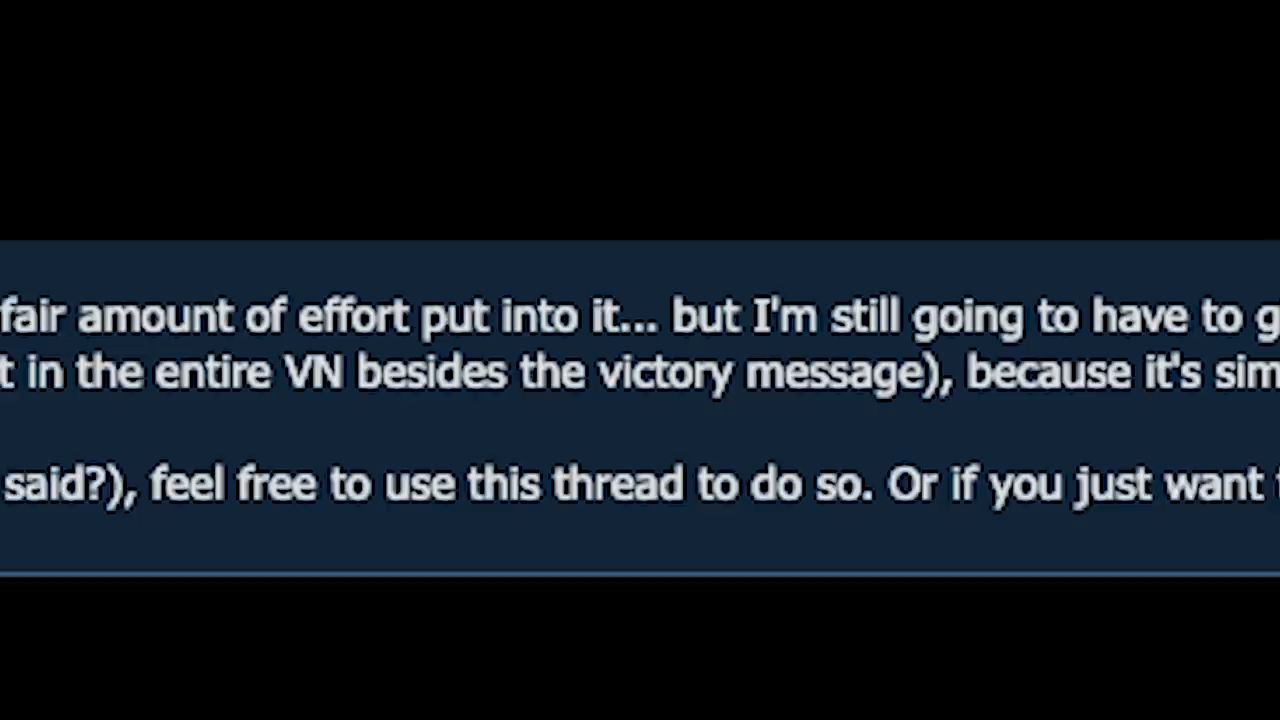 fair amount of effort put into it... but I'm still going to have to g
t in the entire VN besides the victory message), because it's sim
said?), feel free to use this thread to do so. Or if you just want